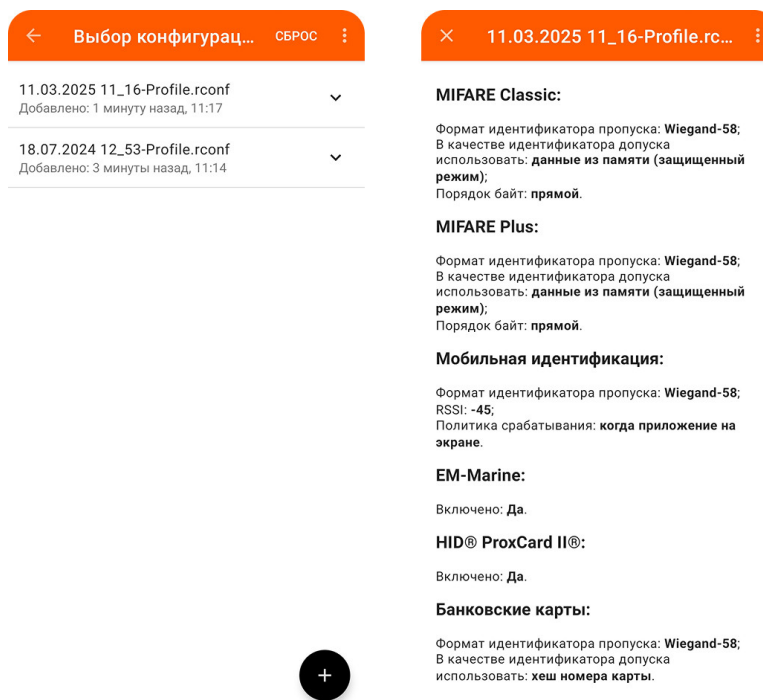 Выбор конфигурац... СБРОС
11.03.2025 11_16-Profile.rconf
Добавлено: 1 минуту назад, 11:17
18.07.2024 12_53-Profile.rconf
Добавлено: 3 минуты назад, 11:14
11.03.2025 11_16-Profile.rc...
MIFARE Classic:
Формат идентификатора пропуска: Wiegand-58;
В качестве идентификатора допуска
использовать: данные из памяти (защищенный
режим);
Порядок байт: прямой.
MIFARE Plus:
Формат идентификатора пропуска: Wiegand-58;
В качестве идентификатора допуска
использовать: данные из памяти (защищенный
режим);
Порядок байт: прямой.
Мобильная идентификация:
Формат идентификатора пропуска: Wiegand-58;
RSSI: -45;
Политика срабатывания: когда приложение на
экране.
EM-Marine:
Включено: Да.
HID® ProxCard II®:
Включено: Да.
Банковские карты:
Формат идентификатора пропуска: Wiegand-58;
В качестве идентификатора допуска
использовать: хеш номера карты.